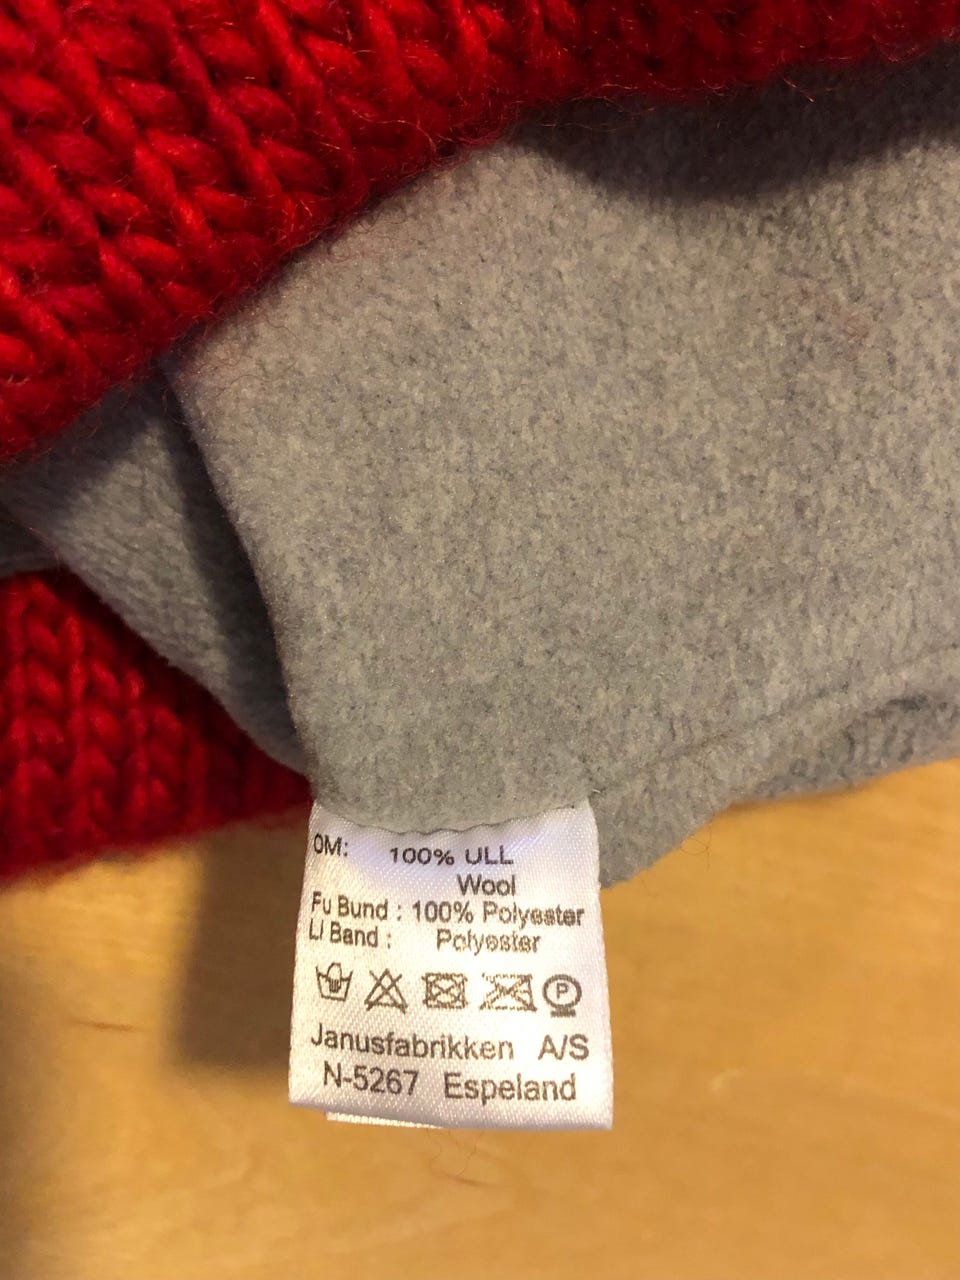 OM: 100% ULL
Wool
Fu Bund : 100% Polyester
Li Band : Polyester
P
Janusfabrikken A/S
N-5267 Espeland